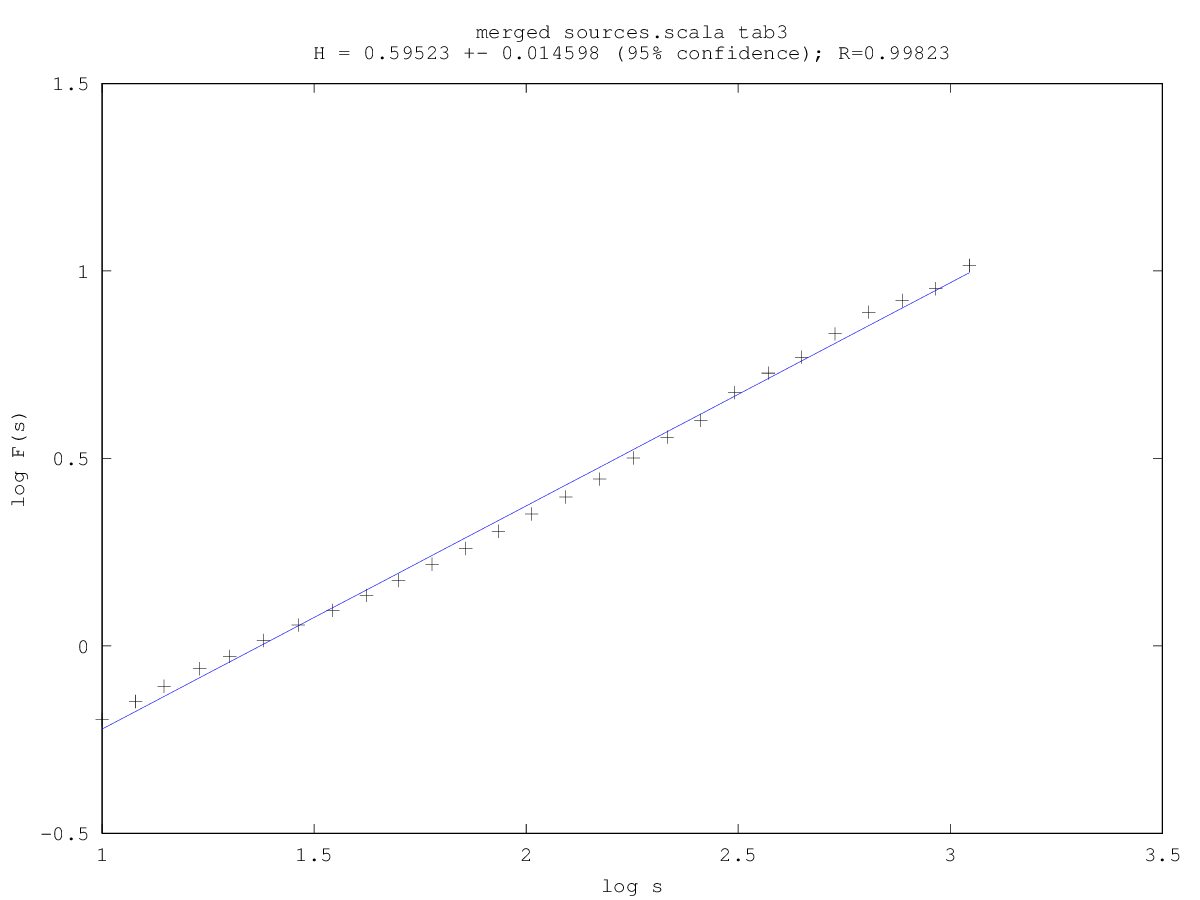 merged sources.scala tab3
H = 0.59523 +- 0.014598 (95% confidence); R=0.99823
1.5
1
0.5
0
-0.5
log F(s)
1 1.5 2 2.5 3 3.5
log s